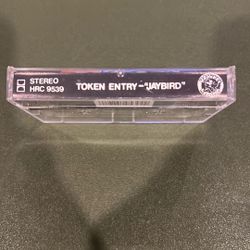 STEREO
HRC 9539
TOKEN ENTRY–"JAYBIRD"